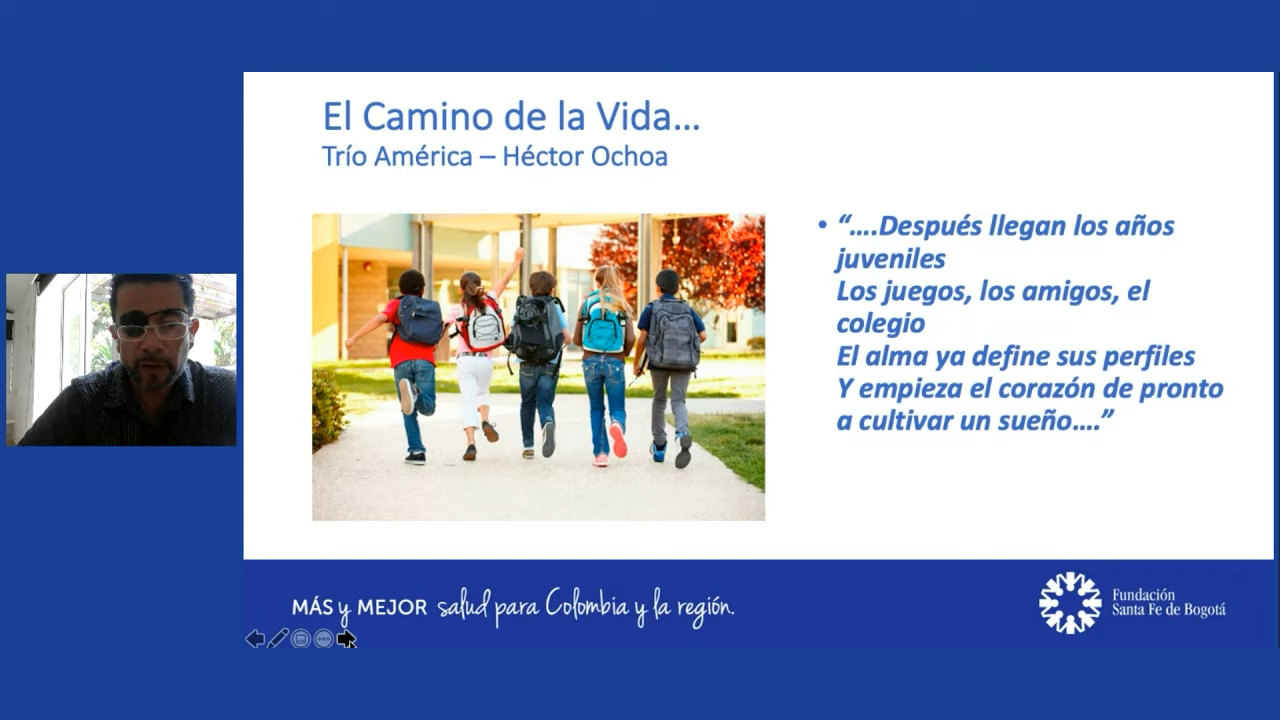 El Camino de la Vida...
Trío América – Héctor Ochoa
• “....Después llegan los años
juveniles
Los juegos, los amigos, el
colegio
El alma ya define sus perfiles
Y empieza el corazón de pronto
a cultivar un sueño....”
MÁS y MEJOR salud para Colombia y la región.
Fundación
Santa Fe de Bogotá